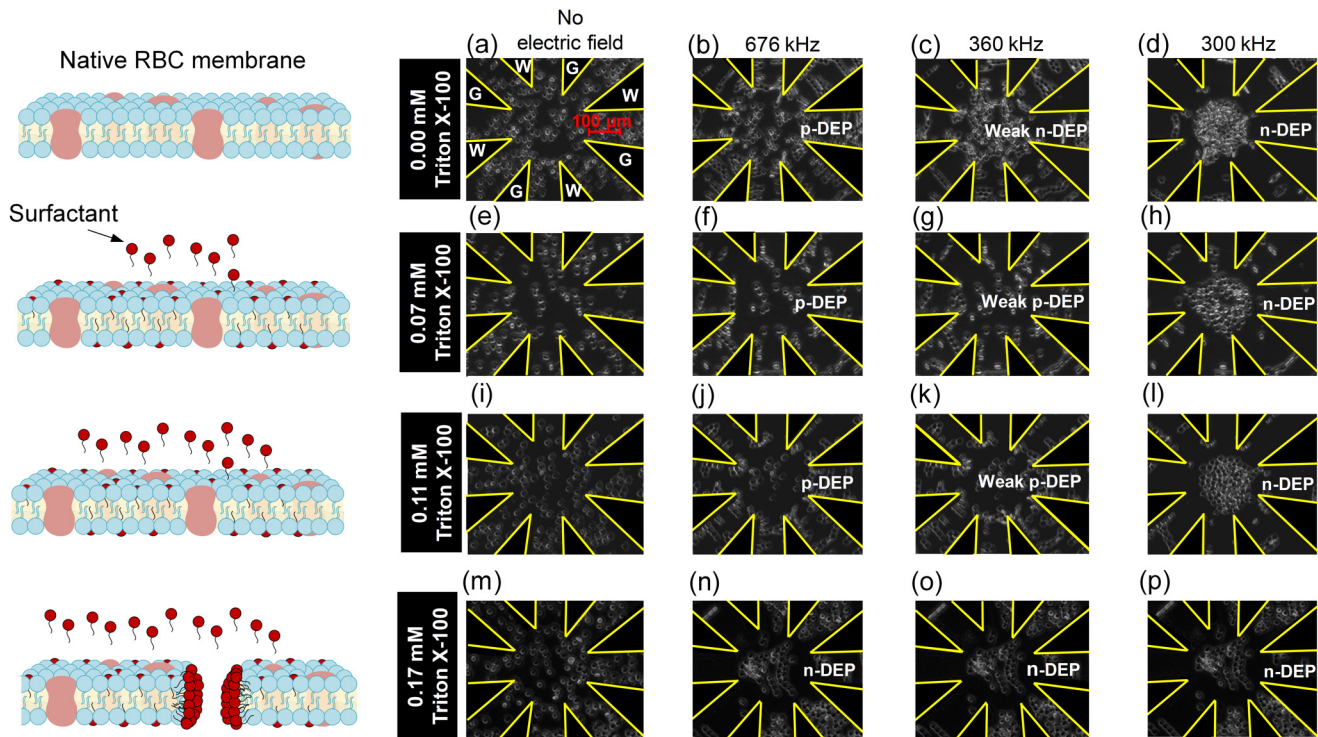 No
electric field
676 kHz
360 kHz
300 kHz
Native RBC membrane
Surfactant
0.00 mM
Triton X-100
(a)
W
G
G
W
100 μm
W
G
G
W
(b)
p-DEP
(c)
Weak n-DEP
(d)
n-DEP
0.07 mM
Triton X-100
(e)
(f)
p-DEP
(g)
Weak p-DEP
(h)
n-DEP
0.11 mM
Triton X-100
(i)
(j)
p-DEP
(k)
Weak p-DEP
(l)
n-DEP
0.17 mM
Triton X-100
(m)
(n)
n-DEP
(o)
n-DEP
(p)
n-DEP